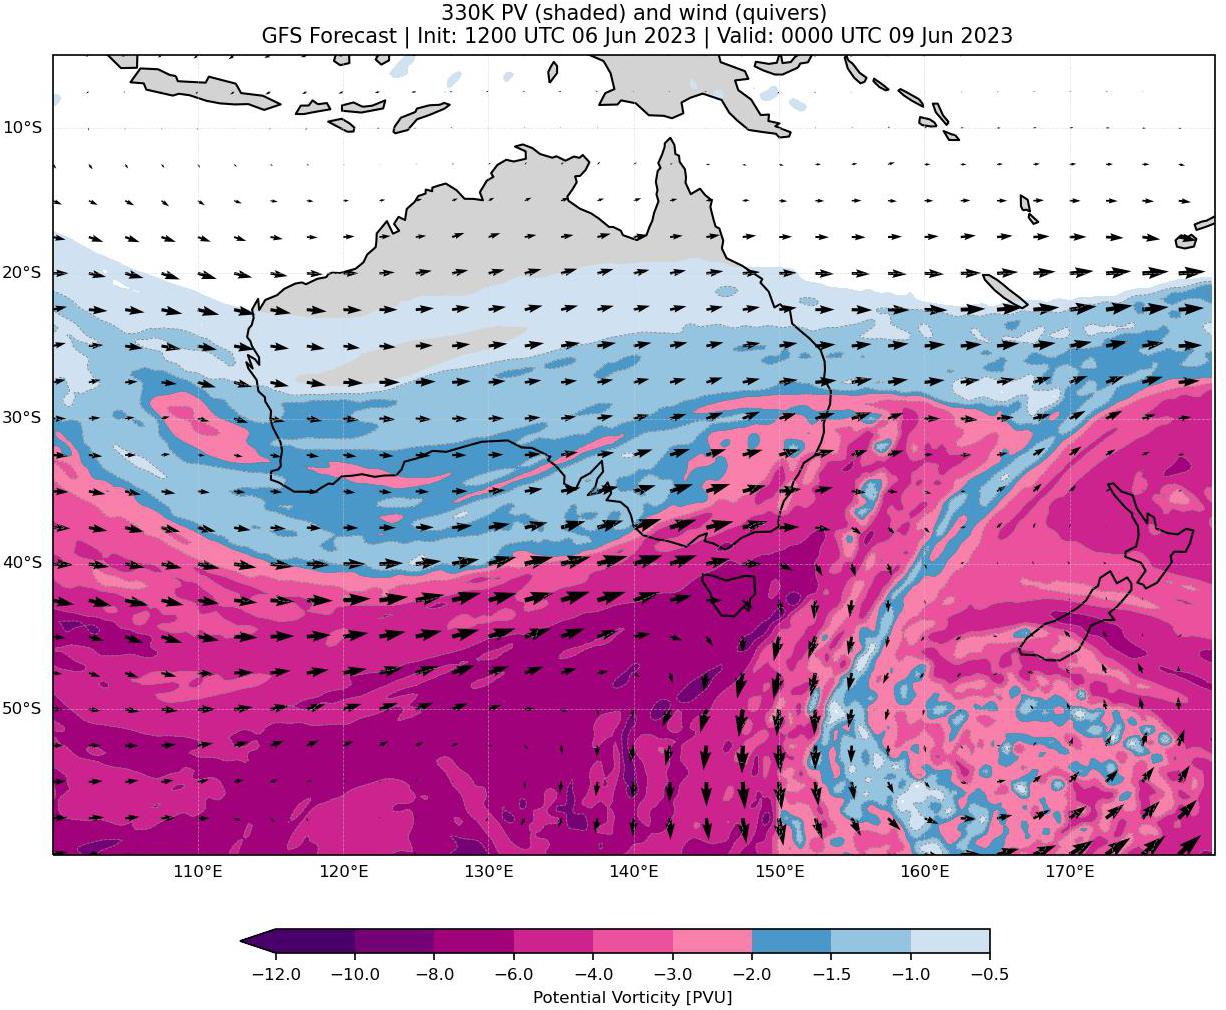 330K PV (shaded) and wind (quivers)
GFS Forecast | Init: 1200 UTC 06 Jun 2023 | Valid: 0000 UTC 09 Jun 2023
10°S
20°S
30°S
40°S
50°S
110°E 120°E 130°E 140°E 150°E 160°E 170°E
−12.0 −10.0 −8.0 −6.0 −4.0 −3.0 −2.0 −1.5 −1.0 −0.5
Potential Vorticity [PVU]